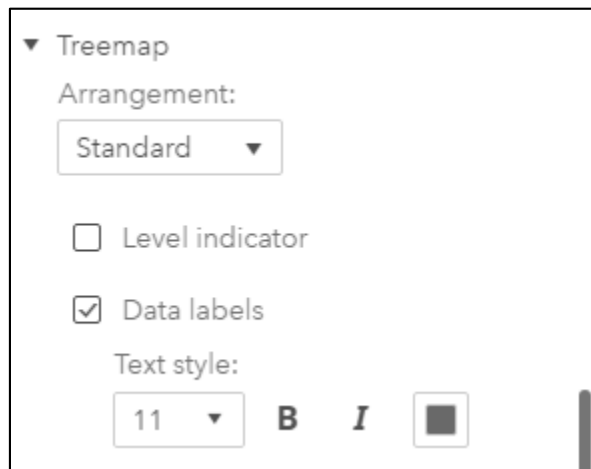 Treemap
Arrangement:
Standard
Level indicator
Data labels
Text style:
11 B I